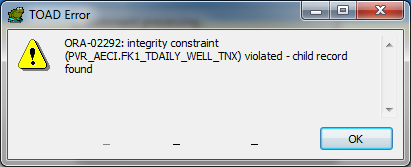 TOAD Error
ORA-02292: integrity constraint
(PVR_AECI.FK1_TDAILY_WELL_TNX) violated - child record
found
OK